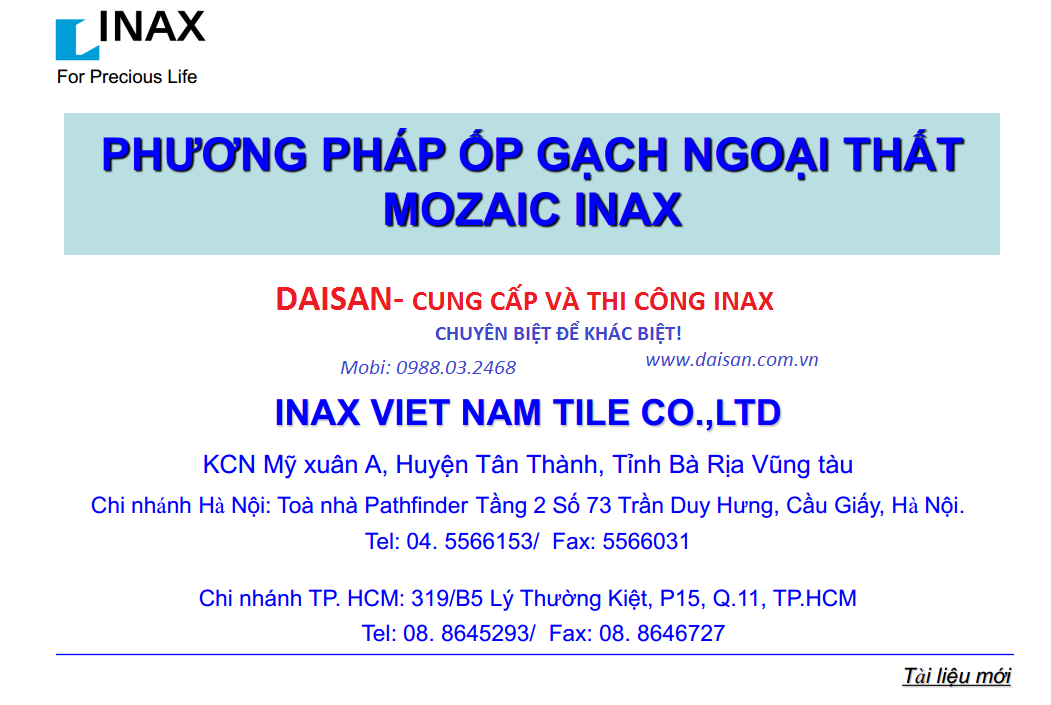 INAX
For Precious Life
PHƯƠNG PHÁP ỐP GẠCH NGOẠI THẤT
MOZAIC INAX
DAISAN- CUNG CẤP VÀ THI CÔNG INAX
CHUYÊN BIỆT ĐỂ KHÁC BIỆT!
Mobi: 0988.03.2468 www.daisan.com.vn
INAX VIET NAM TILE CO.,LTD
KCN Mỹ xuân A, Huyện Tân Thành, Tỉnh Bà Rịa Vũng tàu
Chi nhánh Hà Nội: Toà nhà Pathfinder Tầng 2 Số 73 Trần Duy Hưng, Cầu Giấy, Hà Nội.
Tel: 04. 5566153/ Fax: 5566031
Chi nhánh TP. HCM: 319/B5 Lý Thường Kiệt, P15, Q.11, TP.HCM
Tel: 08. 8645293/ Fax: 08. 8646727
Tài liệu mới